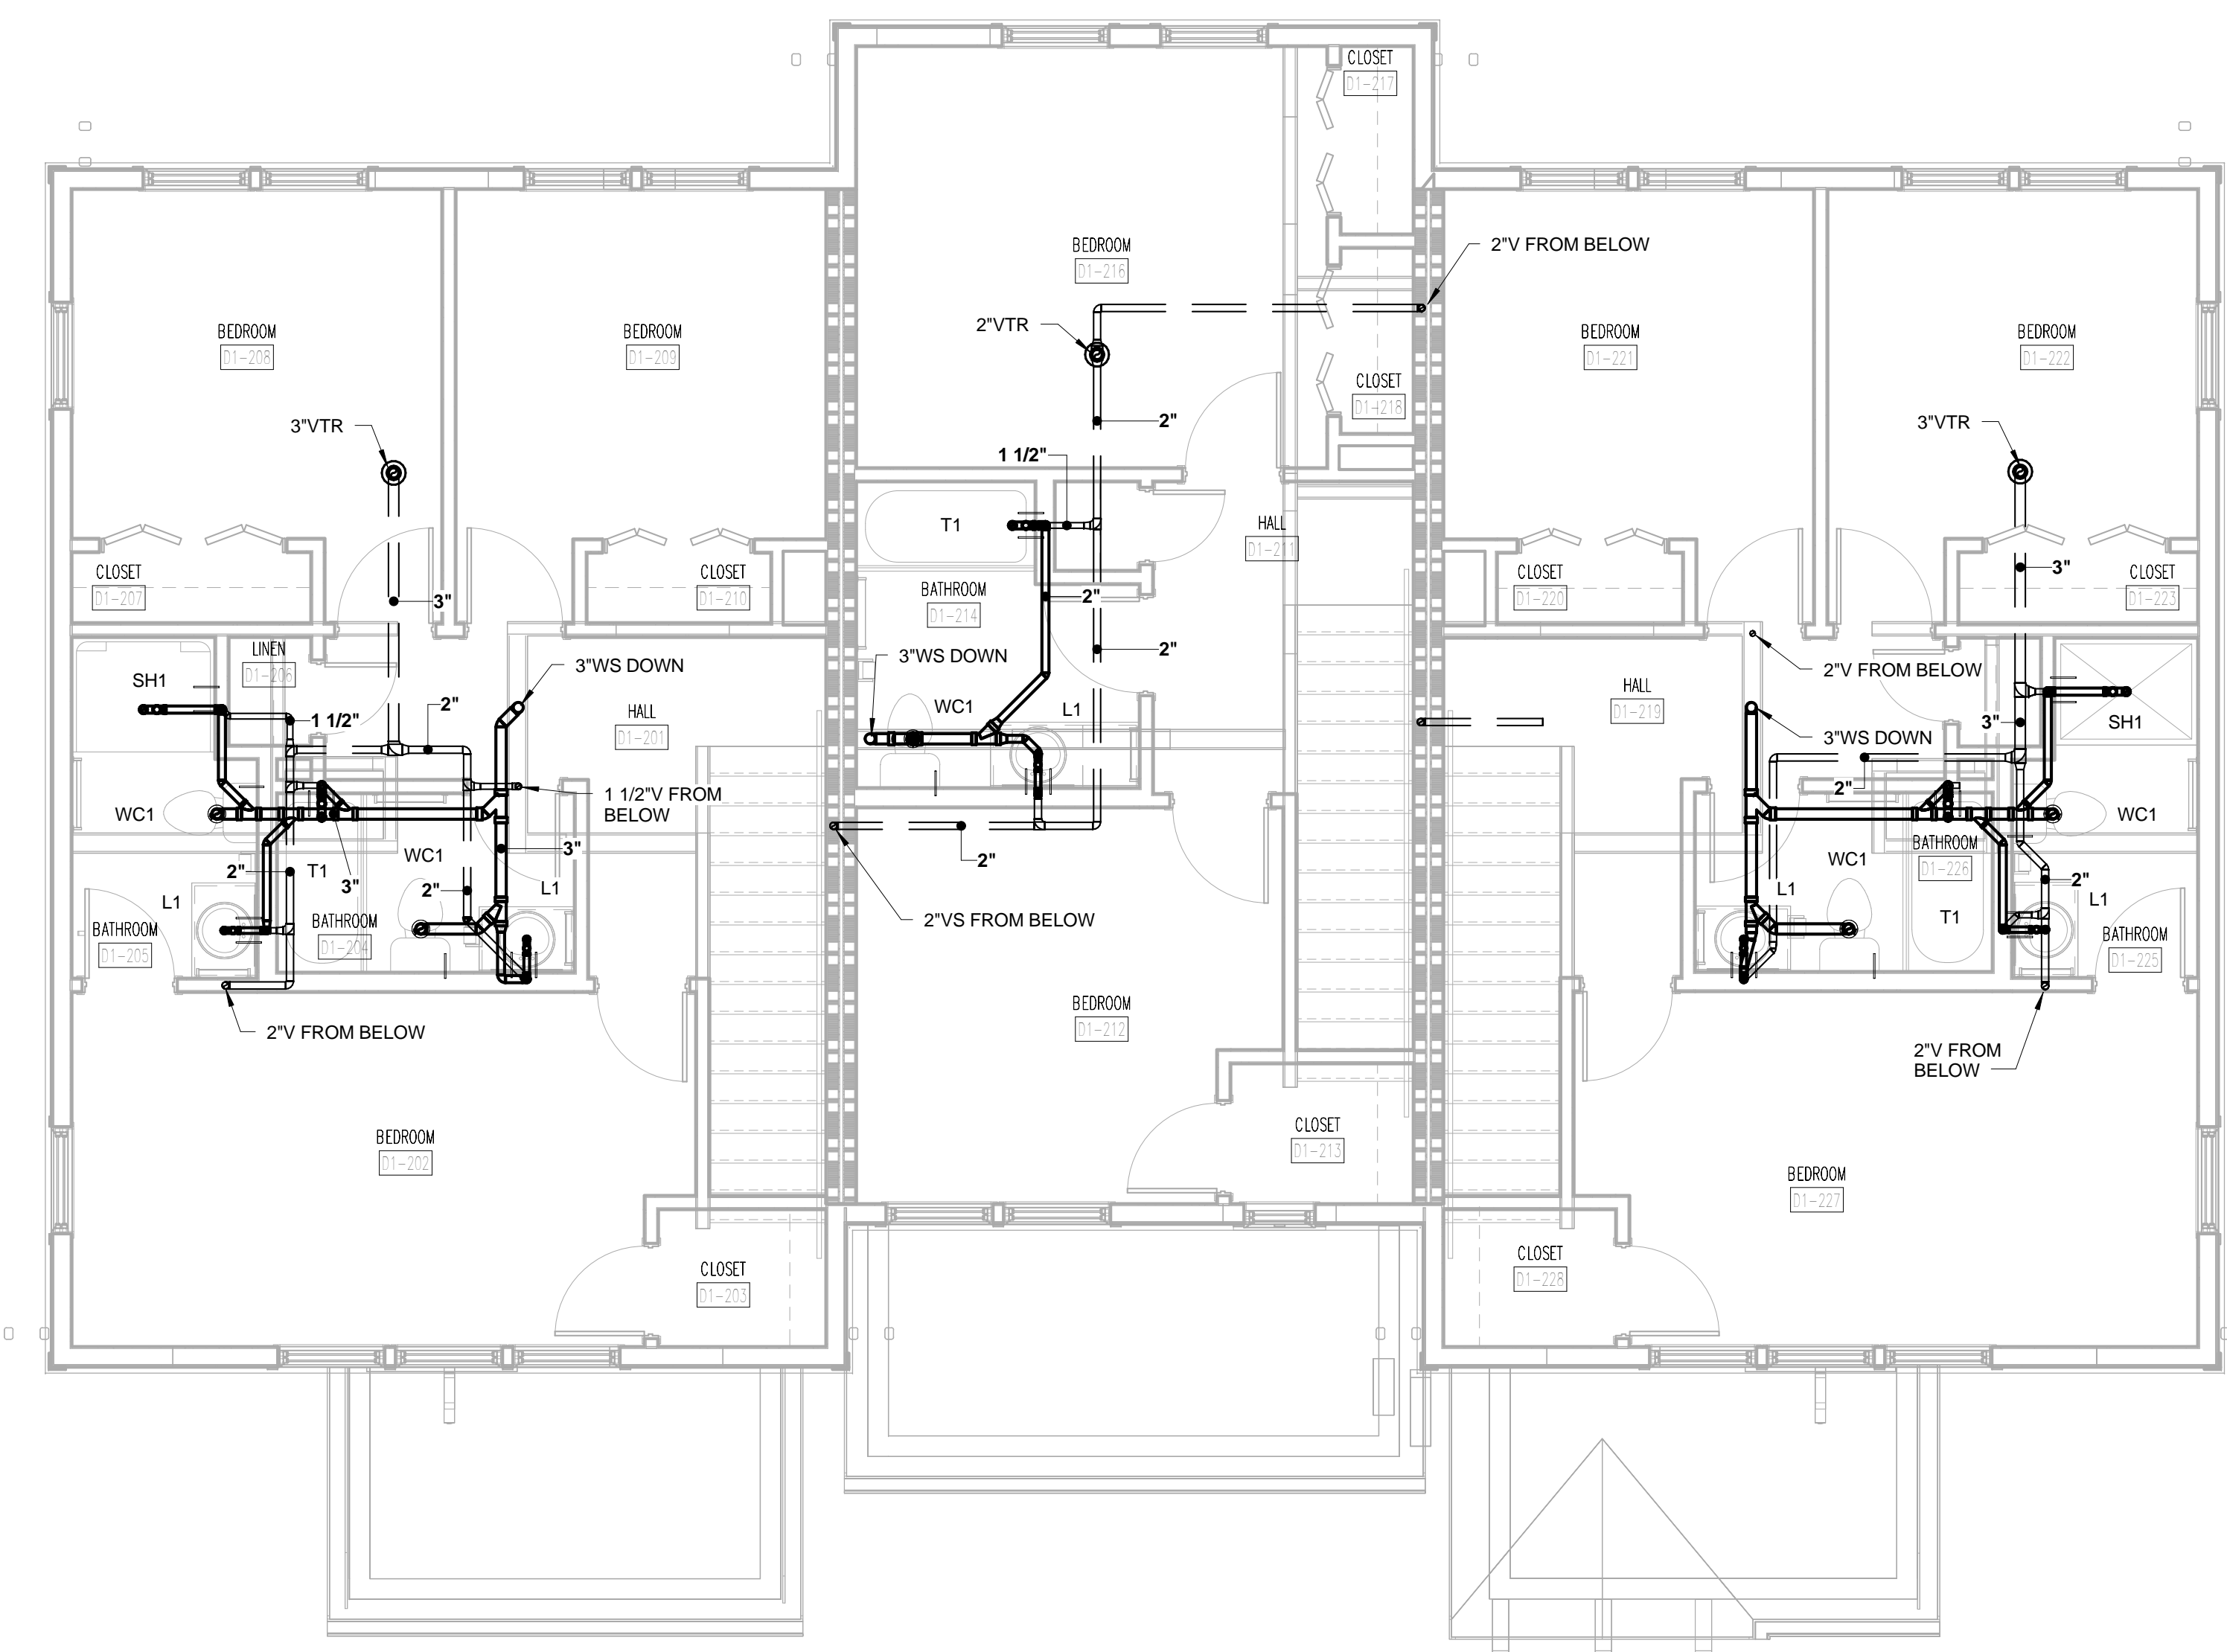 CLOSET
D1-217
BEDROOM
D1-216
2"V FROM BELOW
2"VTR
BEDROOM
D1-208
BEDROOM
D1-209
BEDROOM
D1-221
BEDROOM
D1-222
CLOSET
D1-218
3"VTR
2"
3"VTR
1 1/2"
T1
HALL
D1-211
CLOSET
D1-207
3"
CLOSET
D1-210
BATHROOM
D1-214
2"
CLOSET
D1-220
3"
CLOSET
D1-223
LINEN
D1-206
SH1
3"WS DOWN
3"WS DOWN
2"
2"V FROM BELOW
HALL
D1-201
HALL
D1-219
1 1/2"
2"
WC1
L1
3"
SH1
3"WS DOWN
2"
1 1/2"V FROM
BELOW
WC1
WC1
3"
2"
T1
3"
WC1
2"
L1
2"
WC1
BATHROOM
D1-226
L1
2"
L1
WC1
L1
BATHROOM
D1-205
BATHROOM
D1-204
2"VS FROM BELOW
T1
BATHROOM
D1-225
2"V FROM BELOW
BEDROOM
D1-212
2"V FROM
BELOW
BEDROOM
D1-202
CLOSET
D1-213
BEDROOM
D1-227
CLOSET
D1-203
CLOSET
D1-228